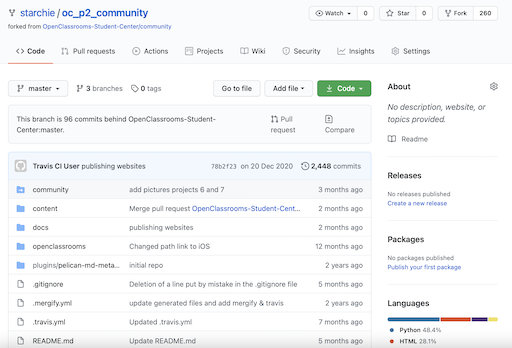 starchie / oc_p2_community
Watch 0
Star 0
Fork 260
forked from OpenClassrooms-Student-Center/community
Code
Pull requests
Actions
Projects
Wiki
Security
Insights
Settings
master
3 branches
0 tags
Go to file
Add file
Code
This branch is 96 commits behind OpenClassrooms-Student-
Center:master.
Pull
request
Compare
Travis CI User publishing websites 78b2f23 on 20 Dec 2020 2,448 commits
community add pictures projects 6 and 7 3 months ago
content Merge pull request OpenClassrooms-Student-Cent... 2 months ago
docs publishing websites 2 months ago
openclassrooms Changed path link to iOS 12 months ago
plugins/pelican-md-meta... initial repo 2 years ago
.gitignore Deletion of a line put by mistake in the .gitignore file 5 months ago
.mergify.yml update generated files and add mergify & travis 2 years ago
.travis.yml Updated .travis.yml 7 months ago
README.md Update README.md 5 months ago
About
No description, website, or
topics provided.
Readme
Releases
No releases published
Create a new release
Packages
No packages published
Publish your first package
Languages
Python 48.4%
HTML 28.1%